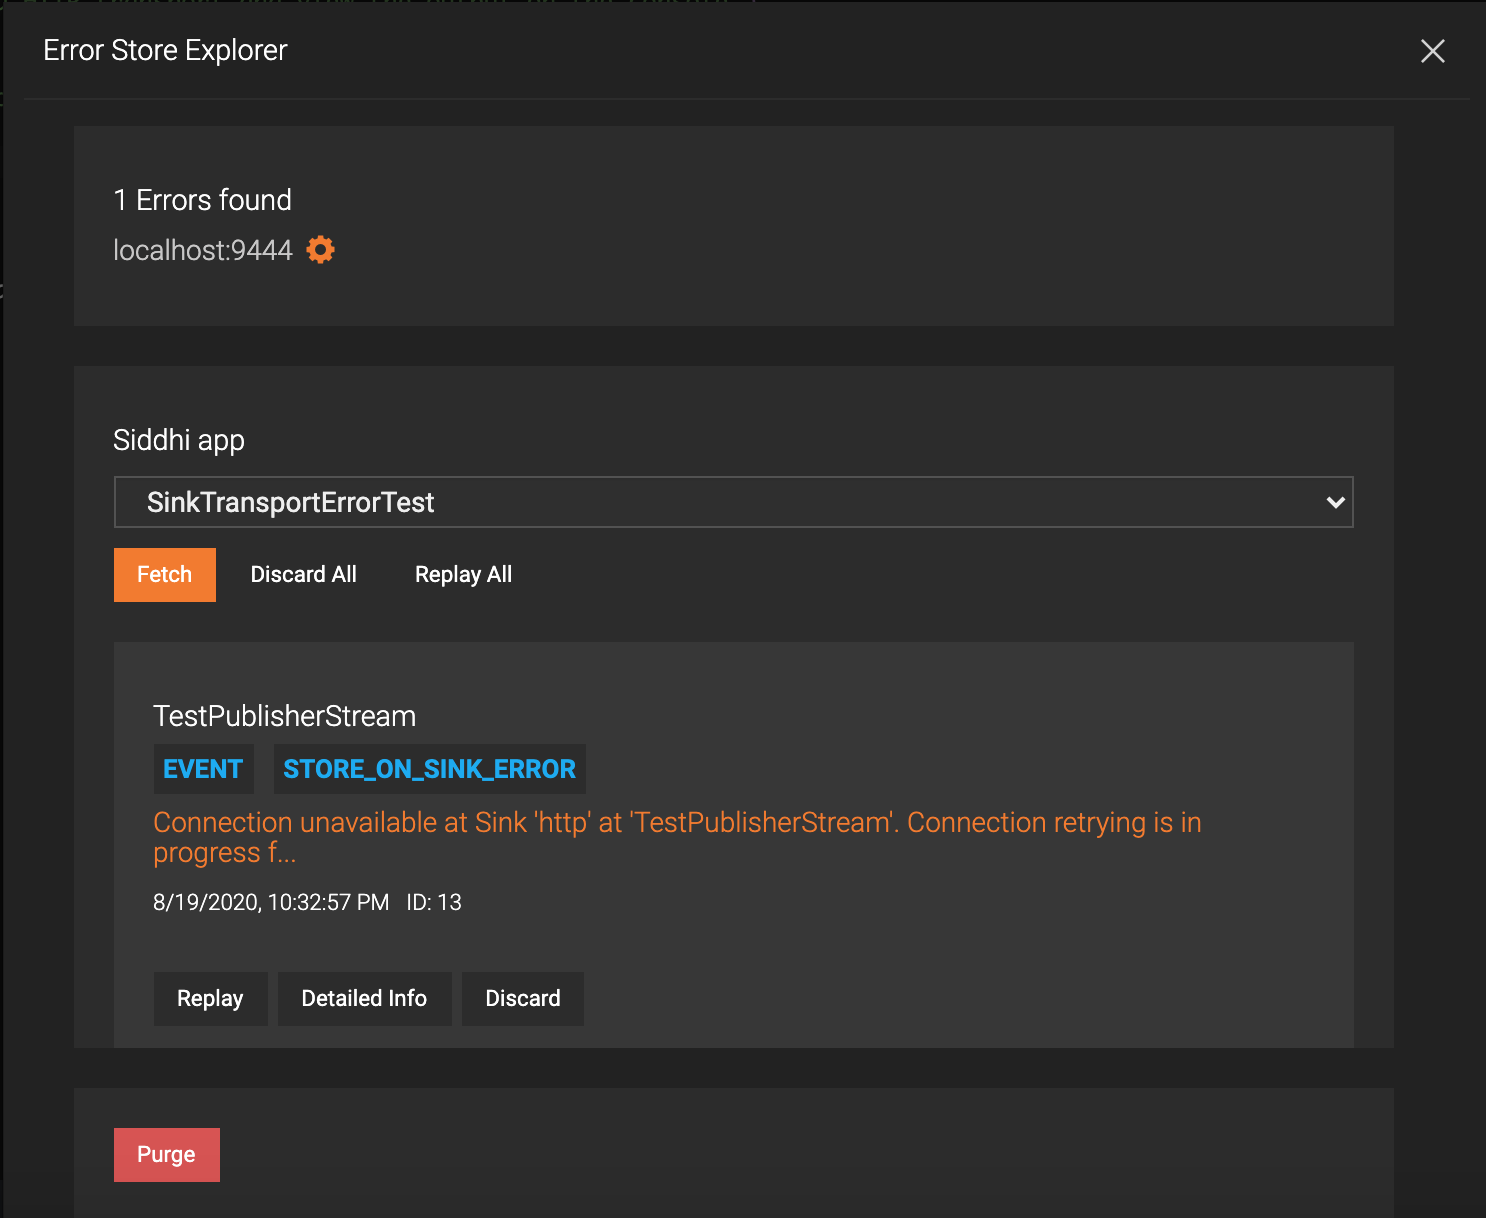 Error Store Explorer
1 Errors found
localhost:9444
Siddhi app
SinkTransportErrorTest
Fetch Discard All Replay All
TestPublisherStream
EVENT STORE_ON_SINK_ERROR
Connection unavailable at Sink 'http' at 'TestPublisherStream'. Connection retrying is in
progress f...
8/19/2020, 10:32:57 PM ID: 13
Replay Detailed Info Discard
Purge